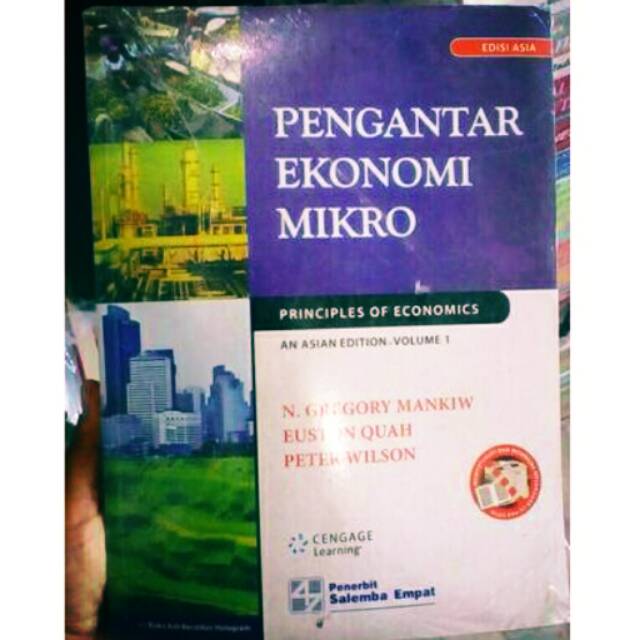 EDISI ASIA
PENGANTAR
EKONOMI
MIKRO
PRINCIPLES OF ECONOMICS
AN ASIAN EDITION-VOLUME 1
N. GREGORY MANKIW
EUSTON QUAH
PETER WILSON
CENGAGE
Learning
Penerbit
Salemba Empat